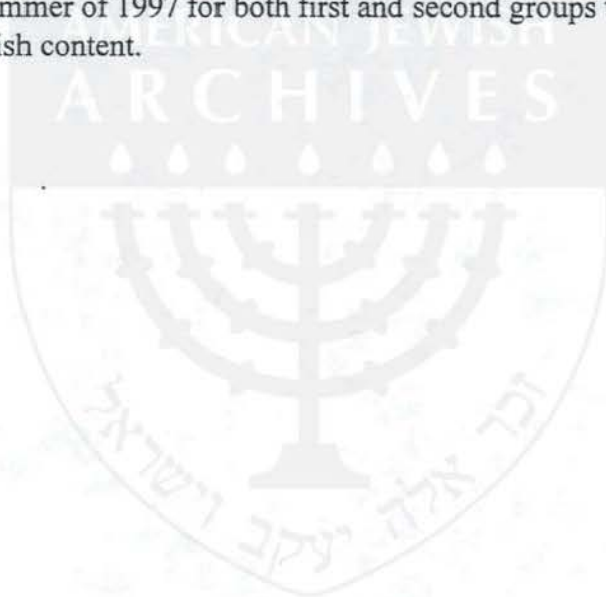 mmer of 1997 for both first and second groups
ish content.
AMERICAN JEWISH
ARCHIVES
זכר אלה יעקב וישראל